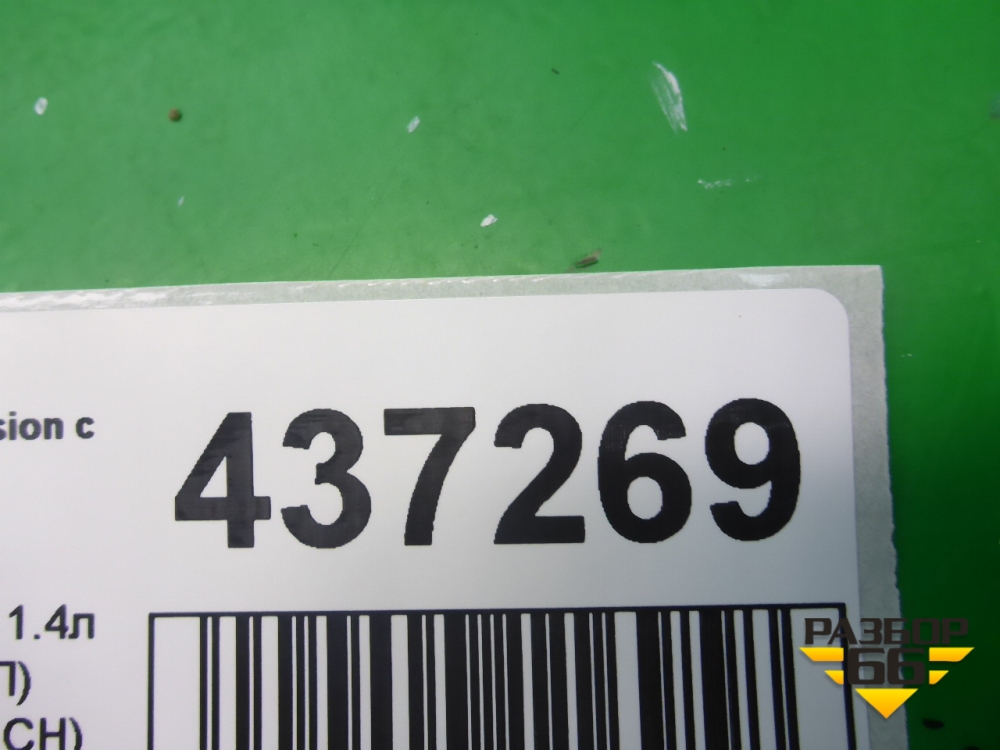 sion c
437269
1.4л
П)
CH)
РАЗБОР
66